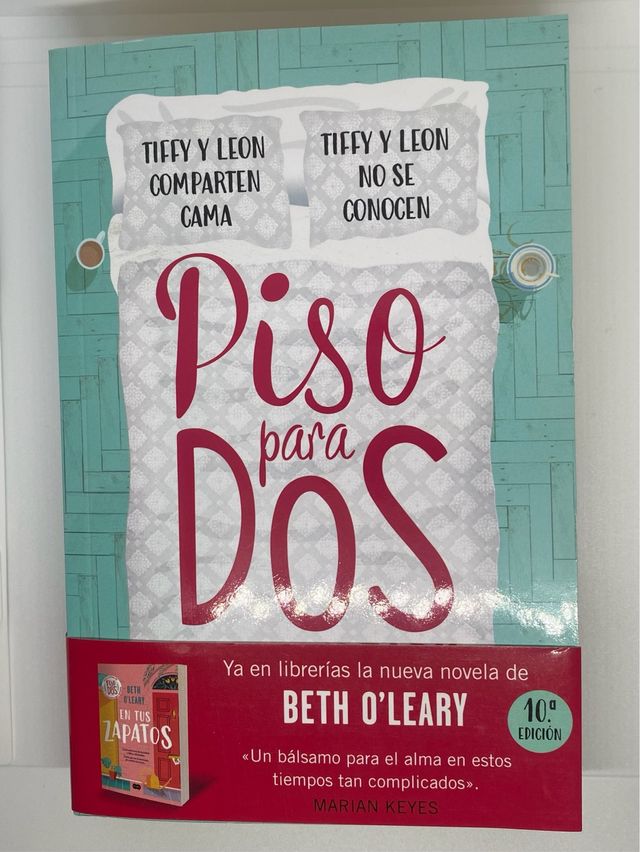 TIFFY Y LEON
COMPARTEN
CAMA
TIFFY Y LEON
NO SE
CONOCEN
Piso
para
DOS
Ya en librerías la nueva novela de
BETH O'LEARY
10.ª
EDICIÓN
«Un bálsamo para el alma en estos
tiempos tan complicados».
MARIAN KEYES
BETH
O'LEARY
EN TUS
ZAPATOS